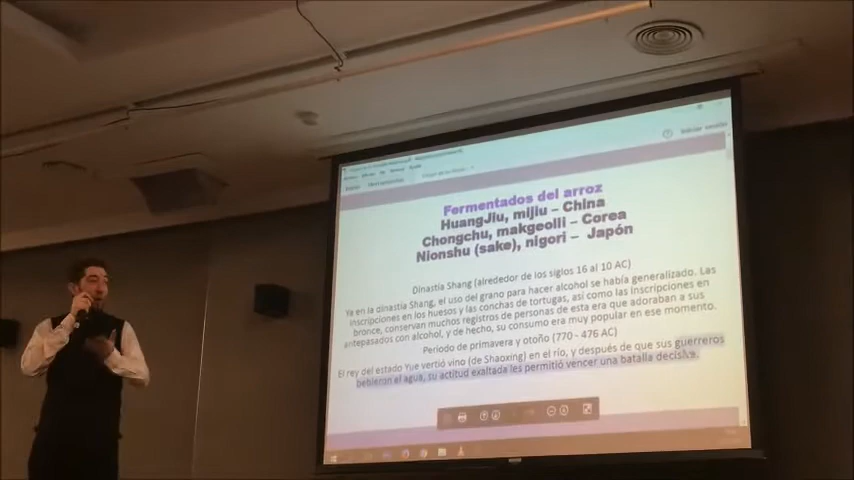 Iniciar sesión
Fermentados del arroz
HuangJiu, mijiu – China
Chongchu, makgeolli – Corea
Nionshu (sake), nigori – Japón
Dinastía Shang (alrededor de los siglos 16 al 10 AC)
Ya en la dinastía Shang, el uso del grano para hacer alcohol se había generalizado. Las
inscripciones en los huesos y las conchas de tortugas, así como las inscripciones en
bronce, conservan muchos registros de personas de esta era que adoraban a sus
antepasados con alcohol, y de hecho, su consumo era muy popular en ese momento.
Periodo de primavera y otoño (770 - 476 AC)
El rey del estado Yue vertió vino (de Shaoxing) en el río, y después de que sus guerreros
bebieron el agua, su actitud exaltada les permitió vencer una batalla decisiva.